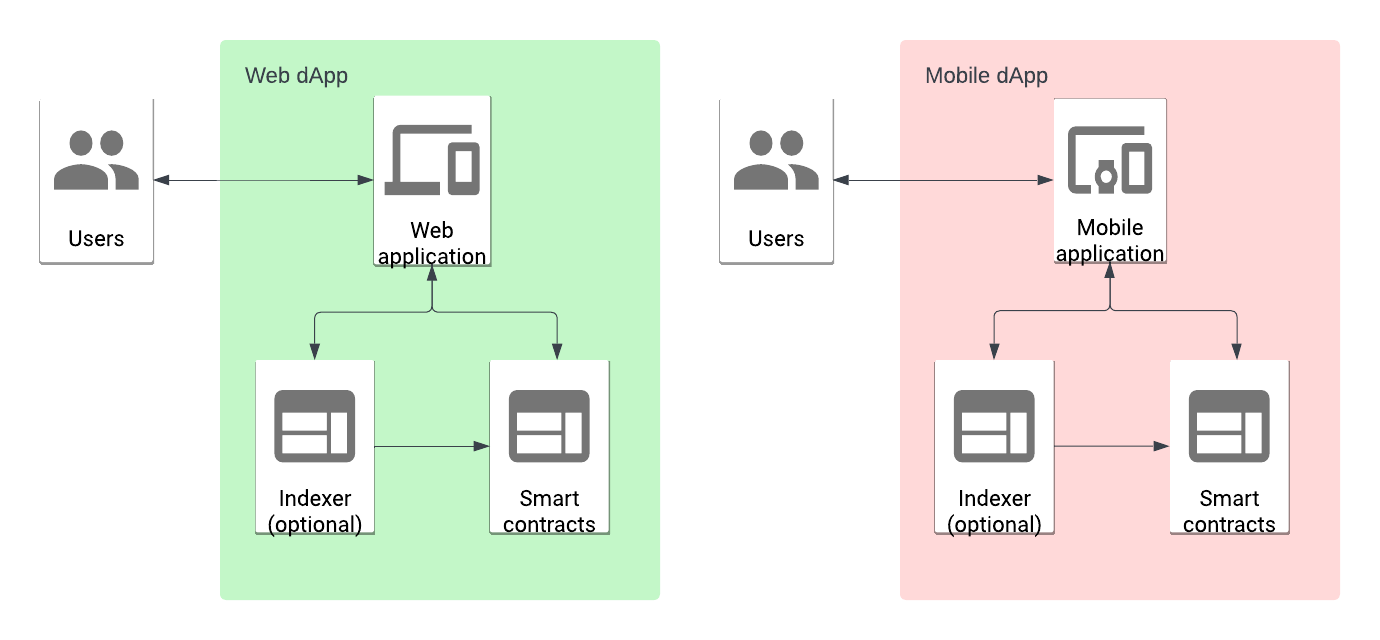 Web dApp
Users
Web
application
Indexer
(optional)
Smart
contracts
Mobile dApp
Users
Mobile
application
Indexer
(optional)
Smart
contracts